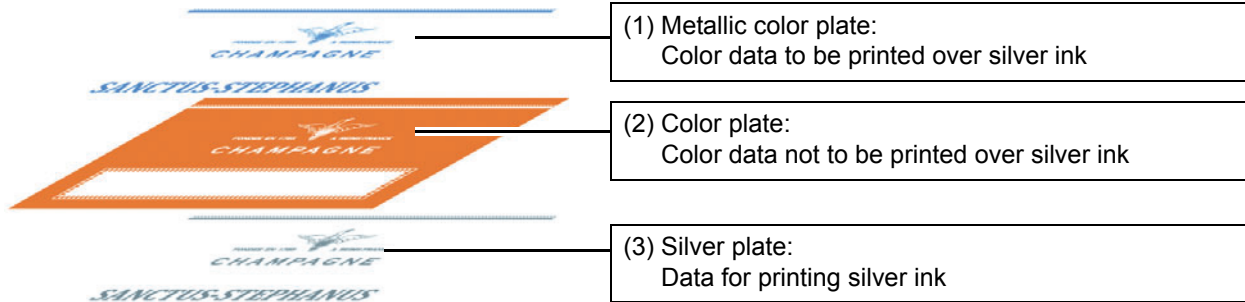 (1) Metallic color plate:
Color data to be printed over silver ink
CHAMPAGNE
SANCTUS-STEPHANUS
(2) Color plate:
Color data not to be printed over silver ink
CHAMPAGNE
(3) Silver plate:
Data for printing silver ink
CHAMPAGNE
SANCTUS-STEPHANUS